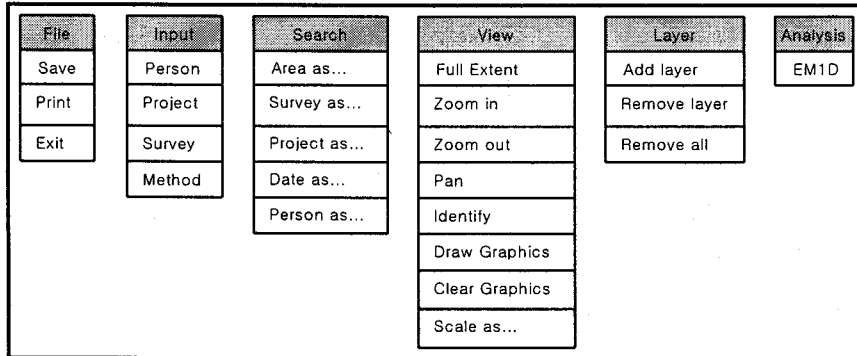 File
Save
Print
Exit
Input
Person
Project
Survey
Method
Search
Area as...
Survey as...
Project as...
Date as...
Person as...
View
Full Extent
Zoom in
Zoom out
Pan
Identify
Draw Graphics
Clear Graphics
Scale as...
Layer
Add layer
Remove layer
Remove all
Analysis
EM1D